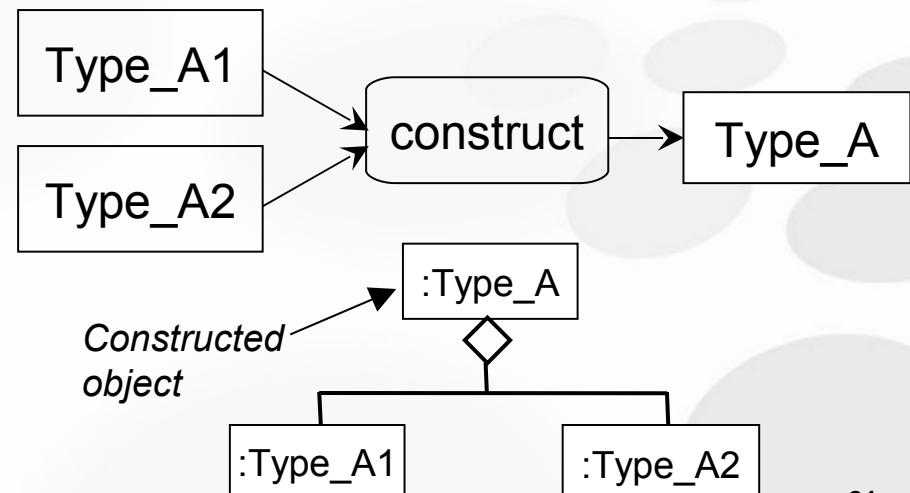 Type_A1
construct
Type_A
Type_A2
:Type_A
Constructed
object
:Type_A1
:Type_A2